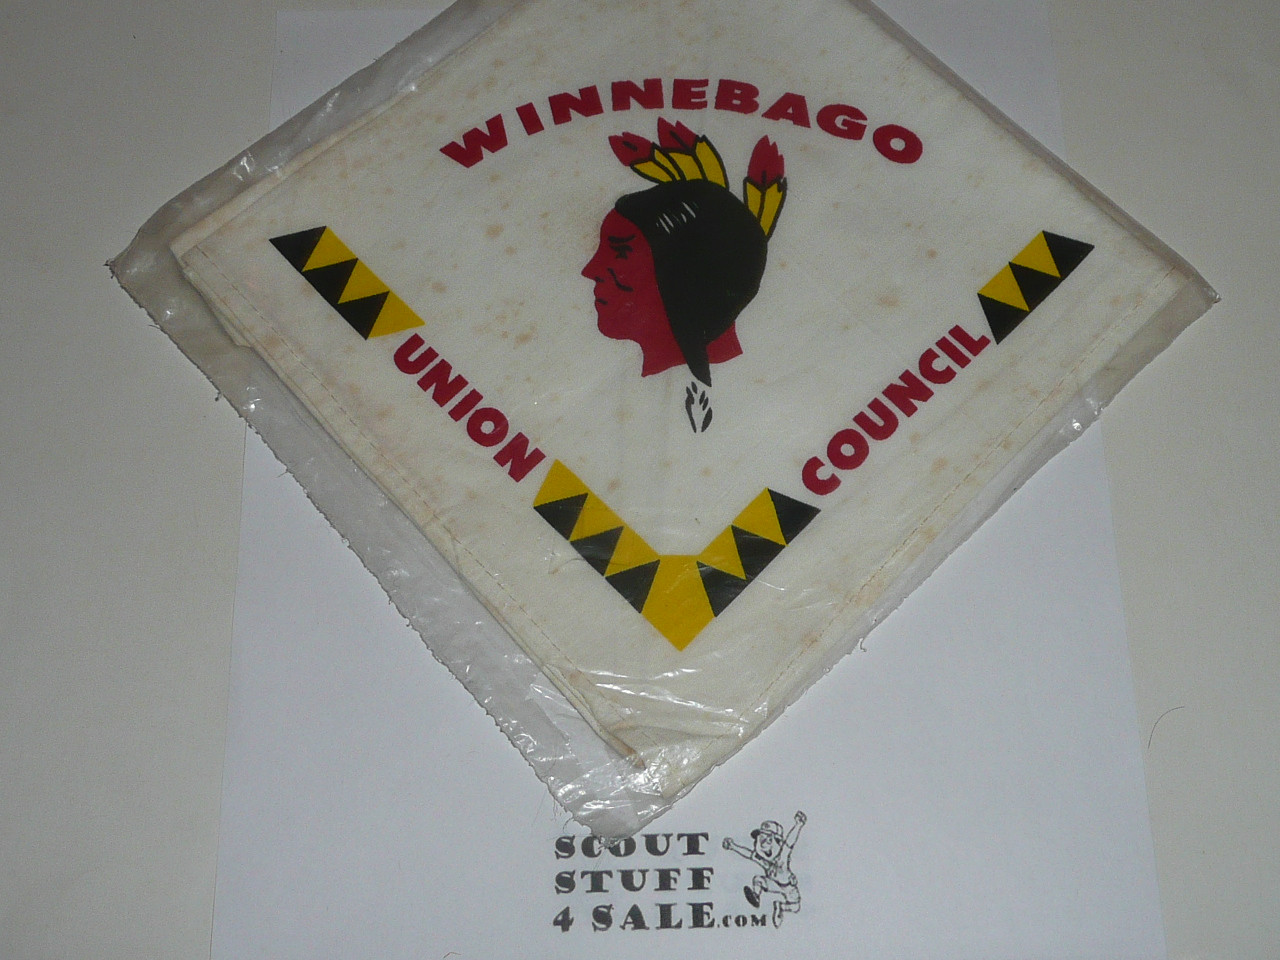 WINNEBAGO
UNION COUNCIL
SCOUT
STUFF
4 SALE.COM